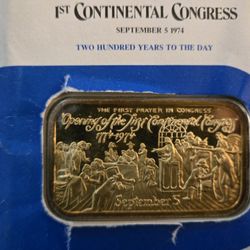 1ST CONTINENTAL CONGRESS
SEPTEMBER 5 1974
TWO HUNDRED YEARS TO THE DAY
THE FIRST PRAYER IN CONGRESS
Opening of the First Continental Congress
1774-1974
September 5